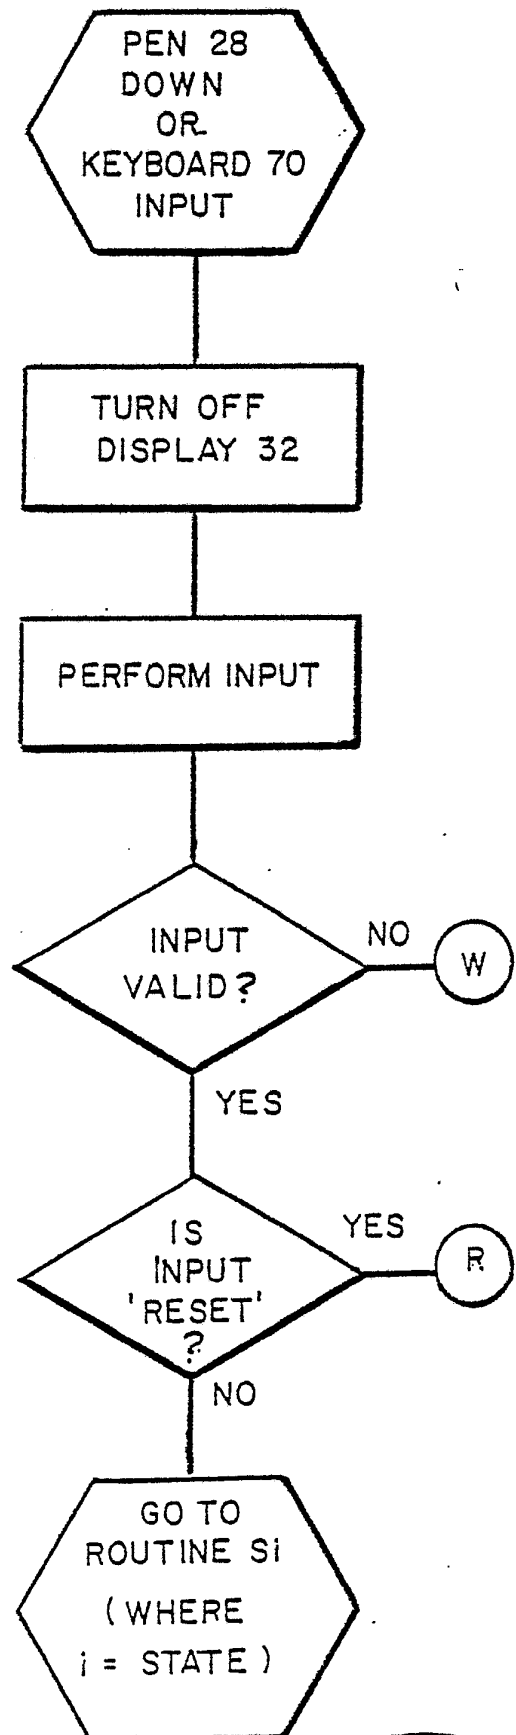 PEN 28
DOWN
OR
KEYBOARD 70
INPUT
TURN OFF
DISPLAY 32
PERFORM INPUT
INPUT
VALID?
NO
W
YES
IS
INPUT
'RESET'
?
YES
R
NO
GO TO
ROUTINE Si
(WHERE
i = STATE)